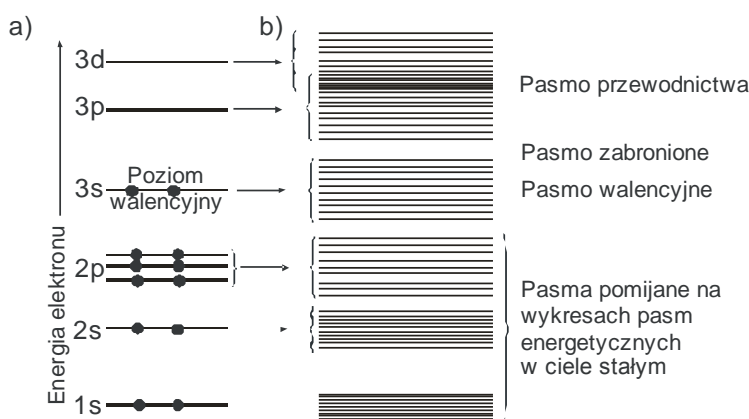 a)
b)
Energia elektronu
3d
3p
3s
Poziom
walencyjny
2p
2s
1s
Pasmo przewodnictwa
Pasmo zabronione
Pasmo walencyjne
Pasma pomijane na
wykresach pasm
energetycznych
w ciele stałym